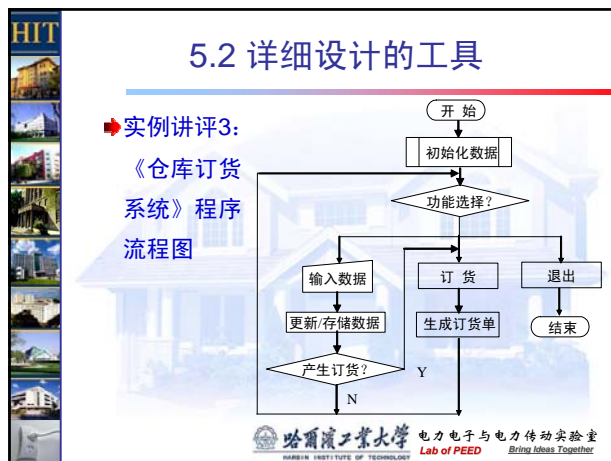 HIT
5.2 详细设计的工具
实例讲评3：
《仓库订货
系统》程序
流程图
开 始
初始化数据
功能选择？
输入数据
订 货
退出
更新/存储数据
生成订货单
结束
产生订货？
Y
N
哈爾濱工業大學
HARBIN INSTITUTE OF TECHNOLOGY
电力电子与电力传动实验室
Lab of PEED
Bring Ideas Together